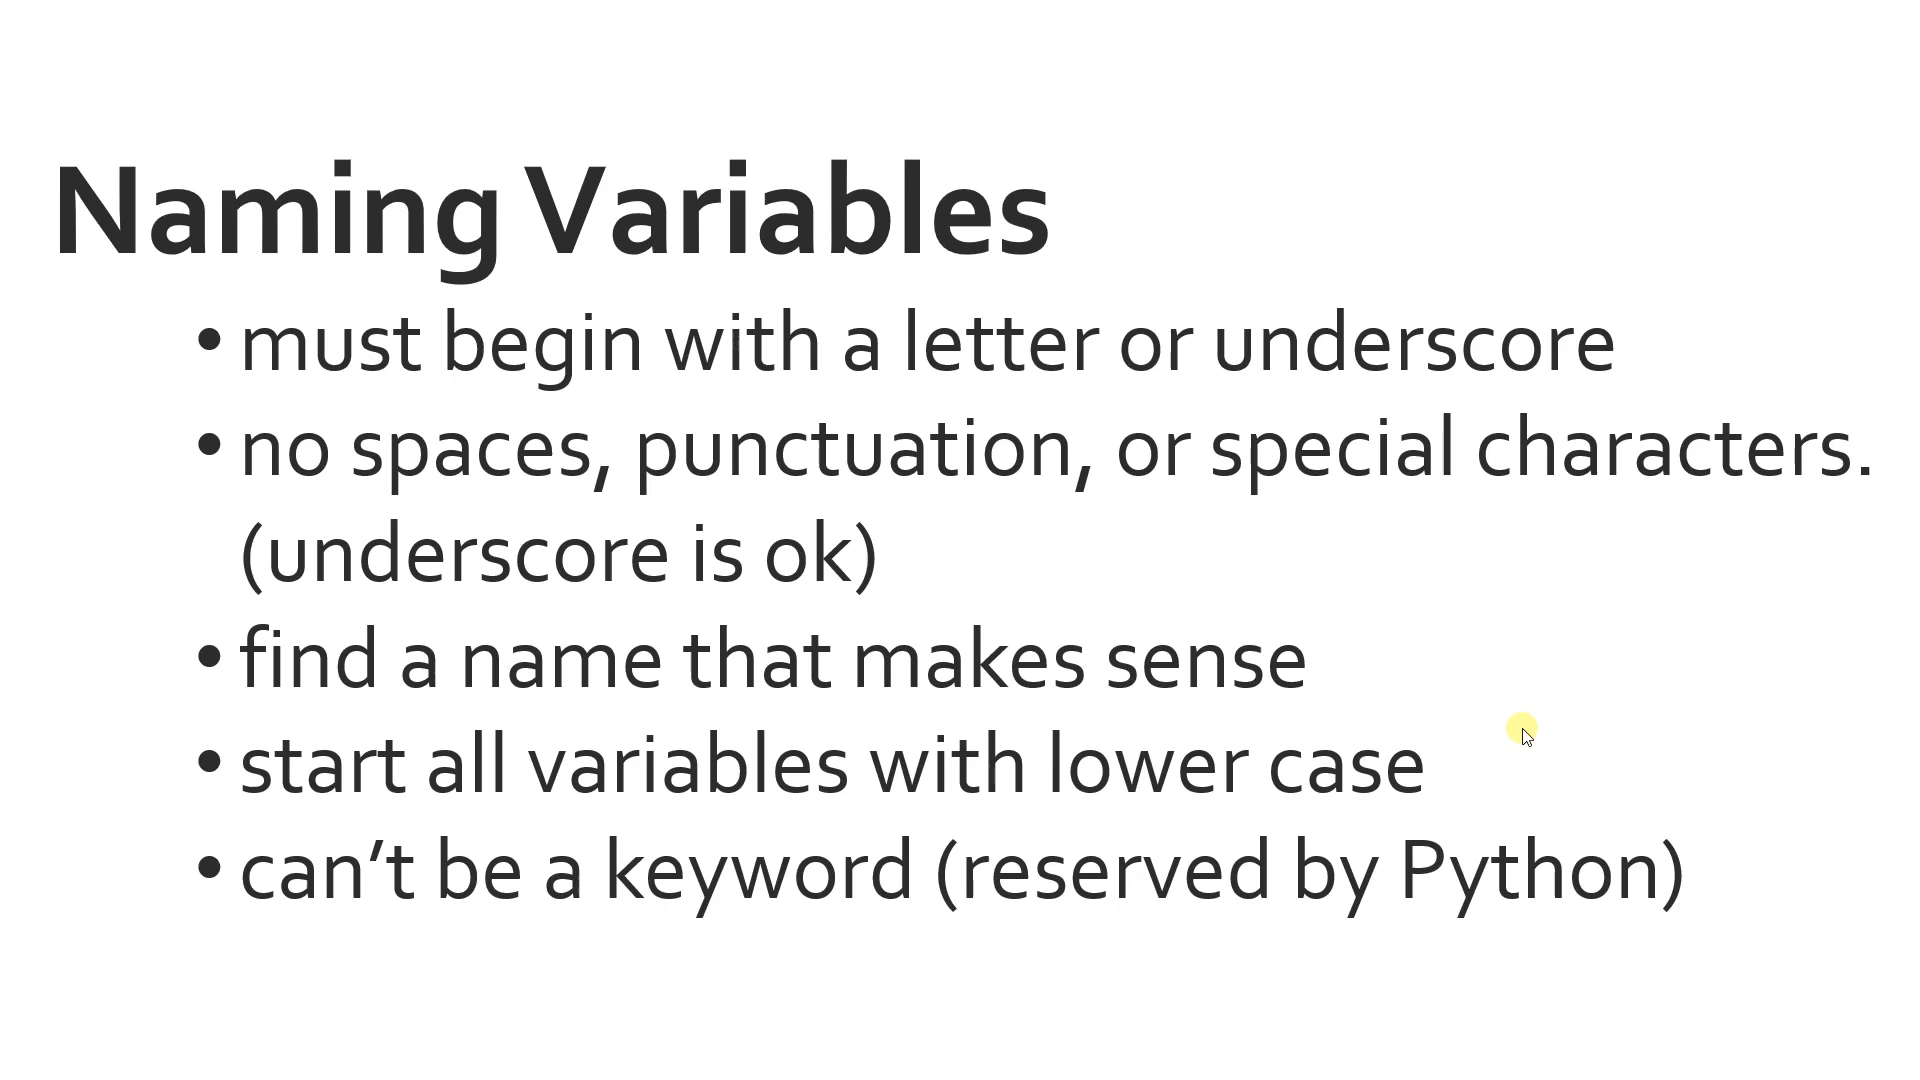 Naming Variables
• must begin with a letter or underscore
• no spaces, punctuation, or special characters.
(underscore is ok)
• find a name that makes sense
• start all variables with lower case
• can’t be a keyword (reserved by Python)